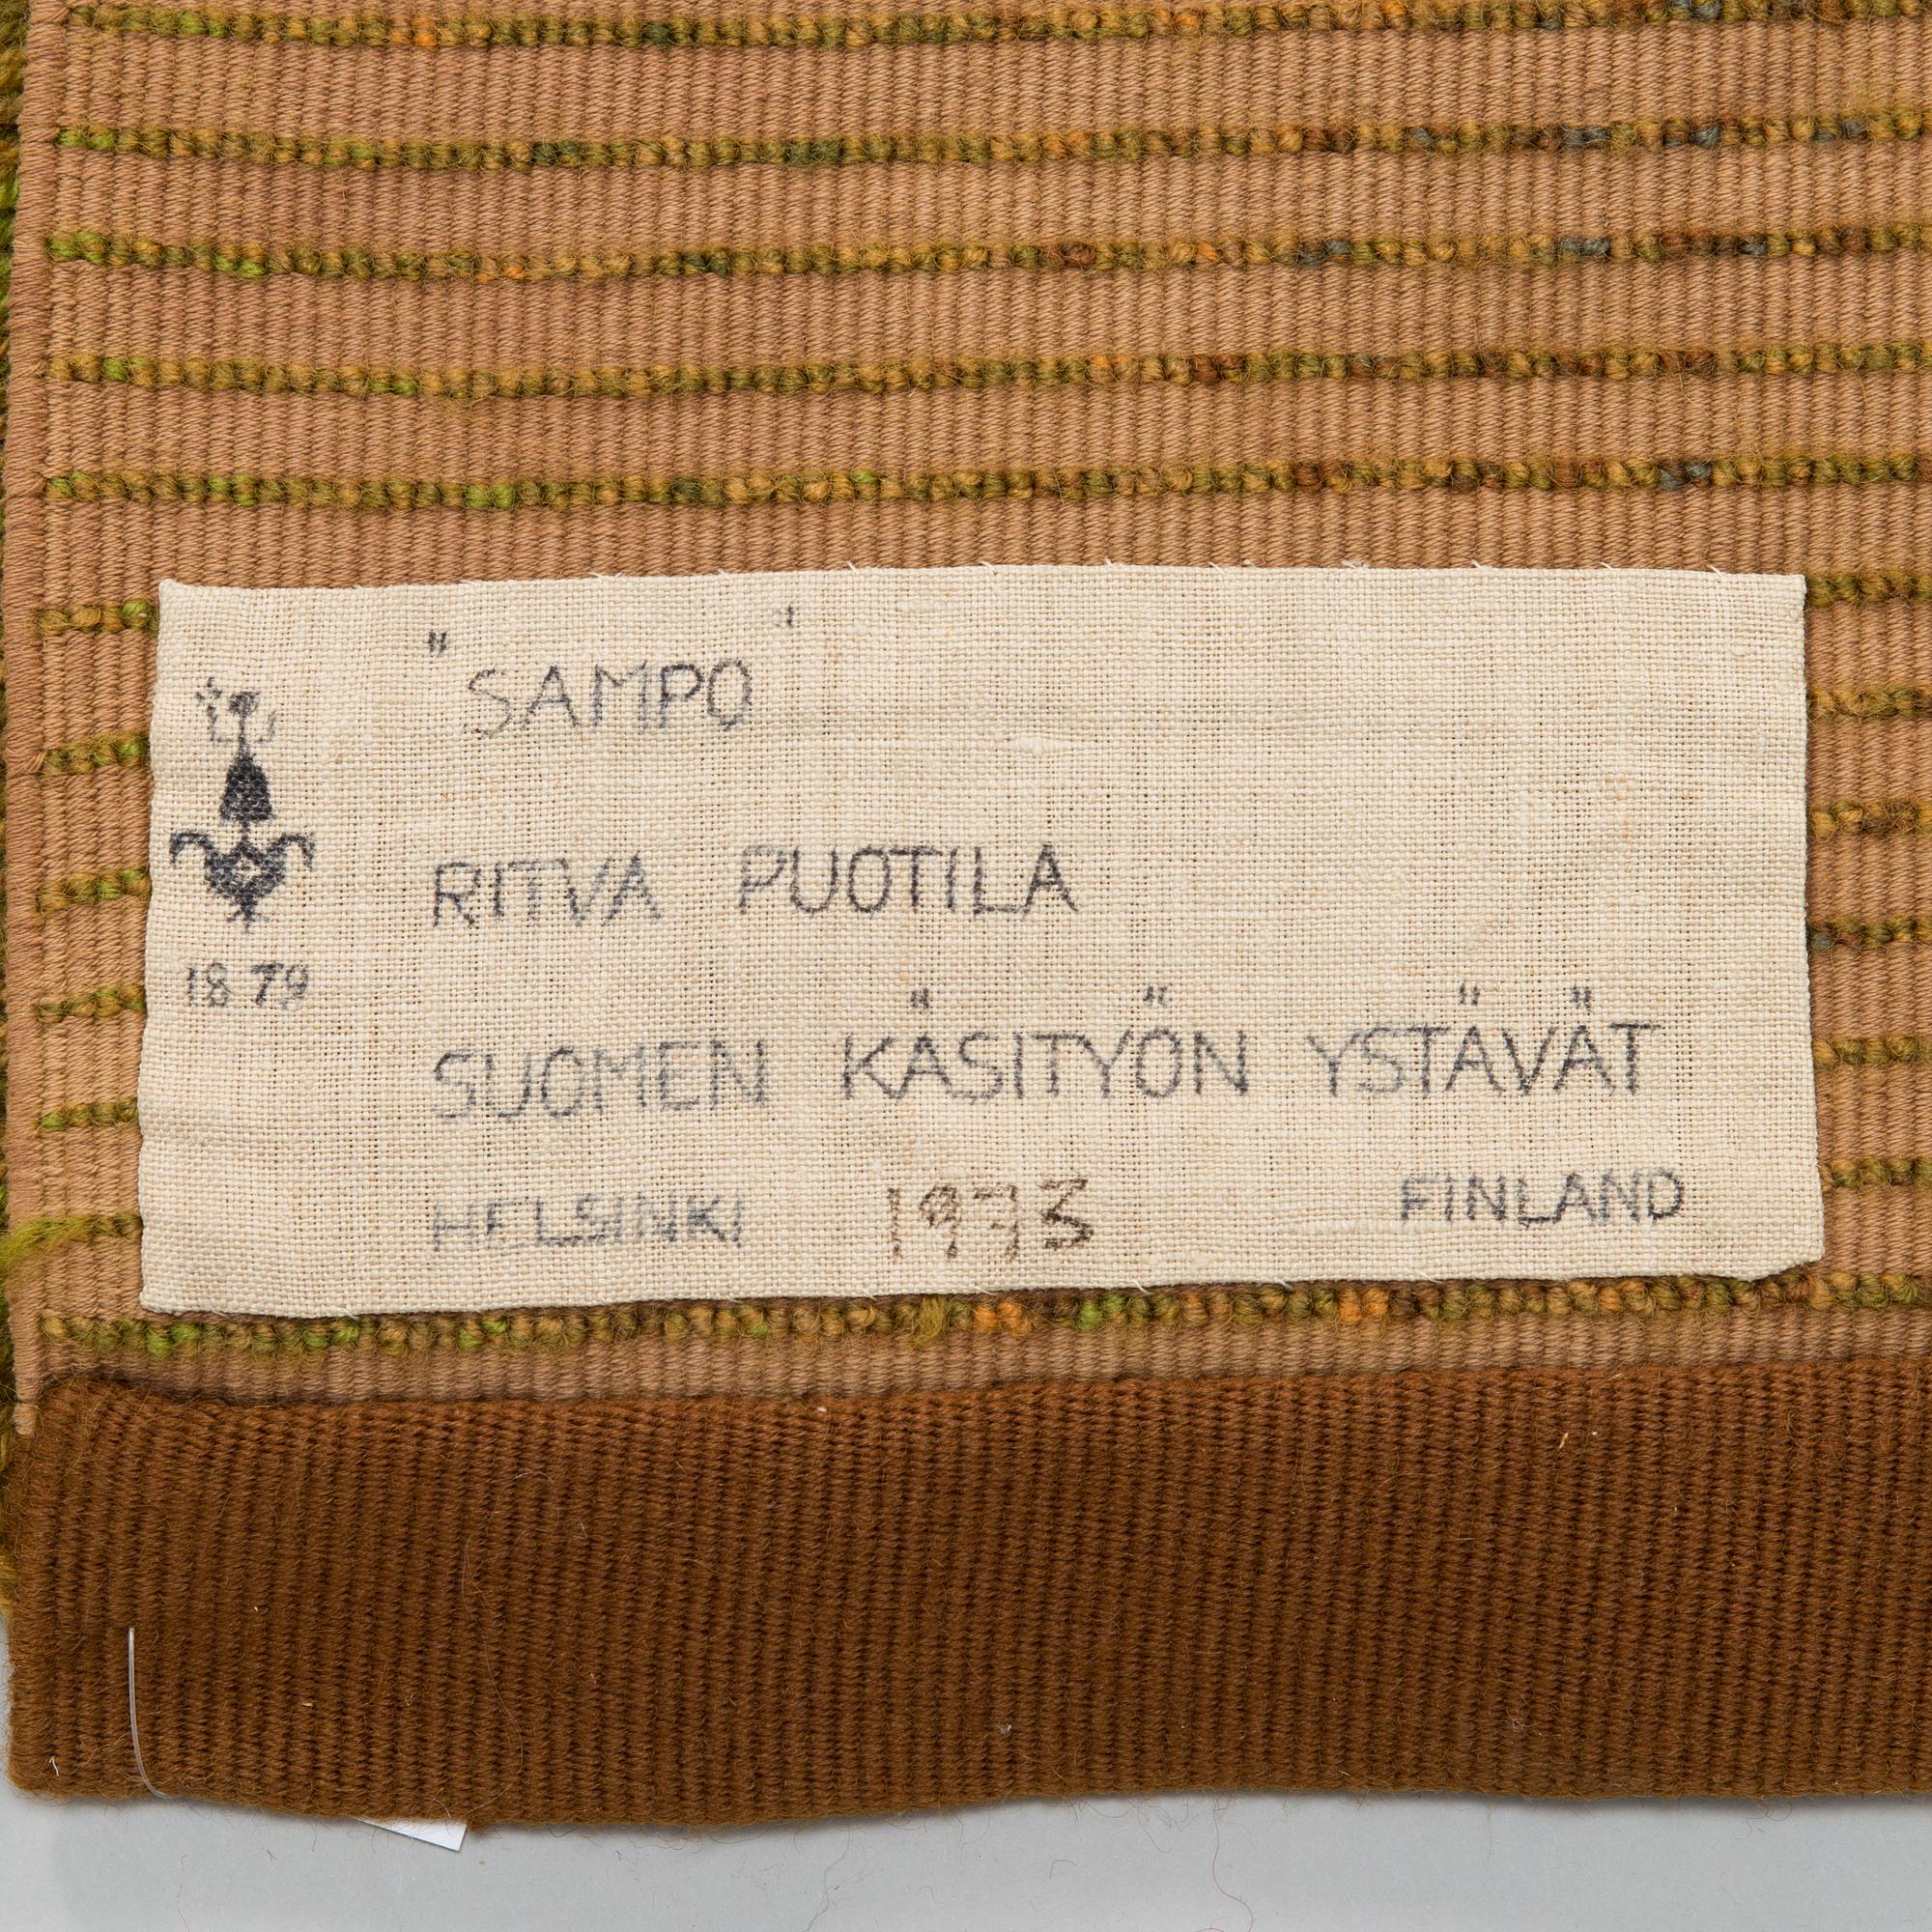 "SAMPO"
RITVA PUOTILA
1879
SUOMEN KÄSITYÖN YSTÄVÄT
HELSINKI 1973 FINLAND